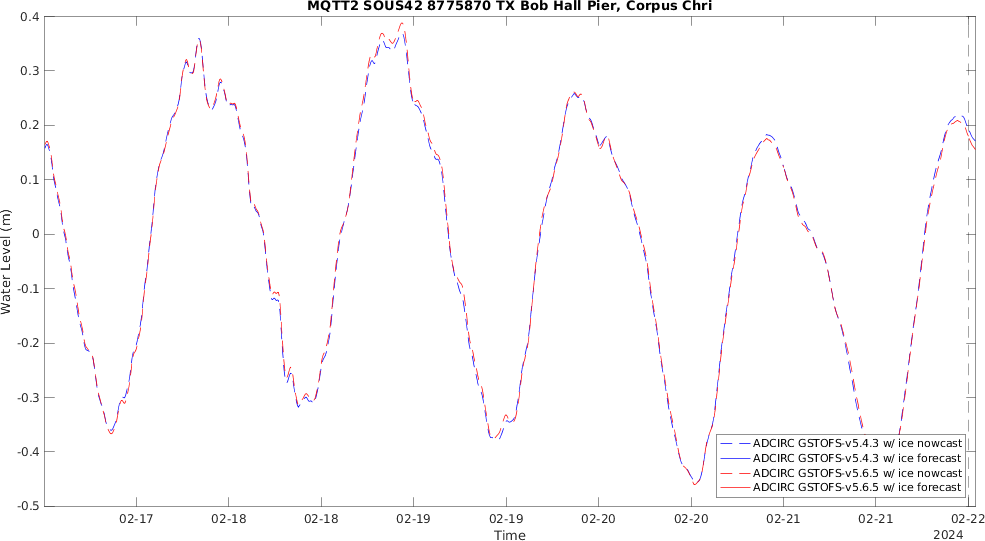 MQTT2 SOUS42 8775870 TX Bob Hall Pier, Corpus Chri
0.4
0.3
0.2
0.1
0
-0.1
-0.2
-0.3
-0.4
-0.5
Water Level (m)
ADCIRC GSTOFS-v5.4.3 w/ ice nowcast
ADCIRC GSTOFS-v5.4.3 w/ ice forecast
ADCIRC GSTOFS-v5.6.5 w/ ice nowcast
ADCIRC GSTOFS-v5.6.5 w/ ice forecast
02-17 02-18 02-18 02-19 02-19 02-20 02-20 02-21 02-21 02-22
Time 2024